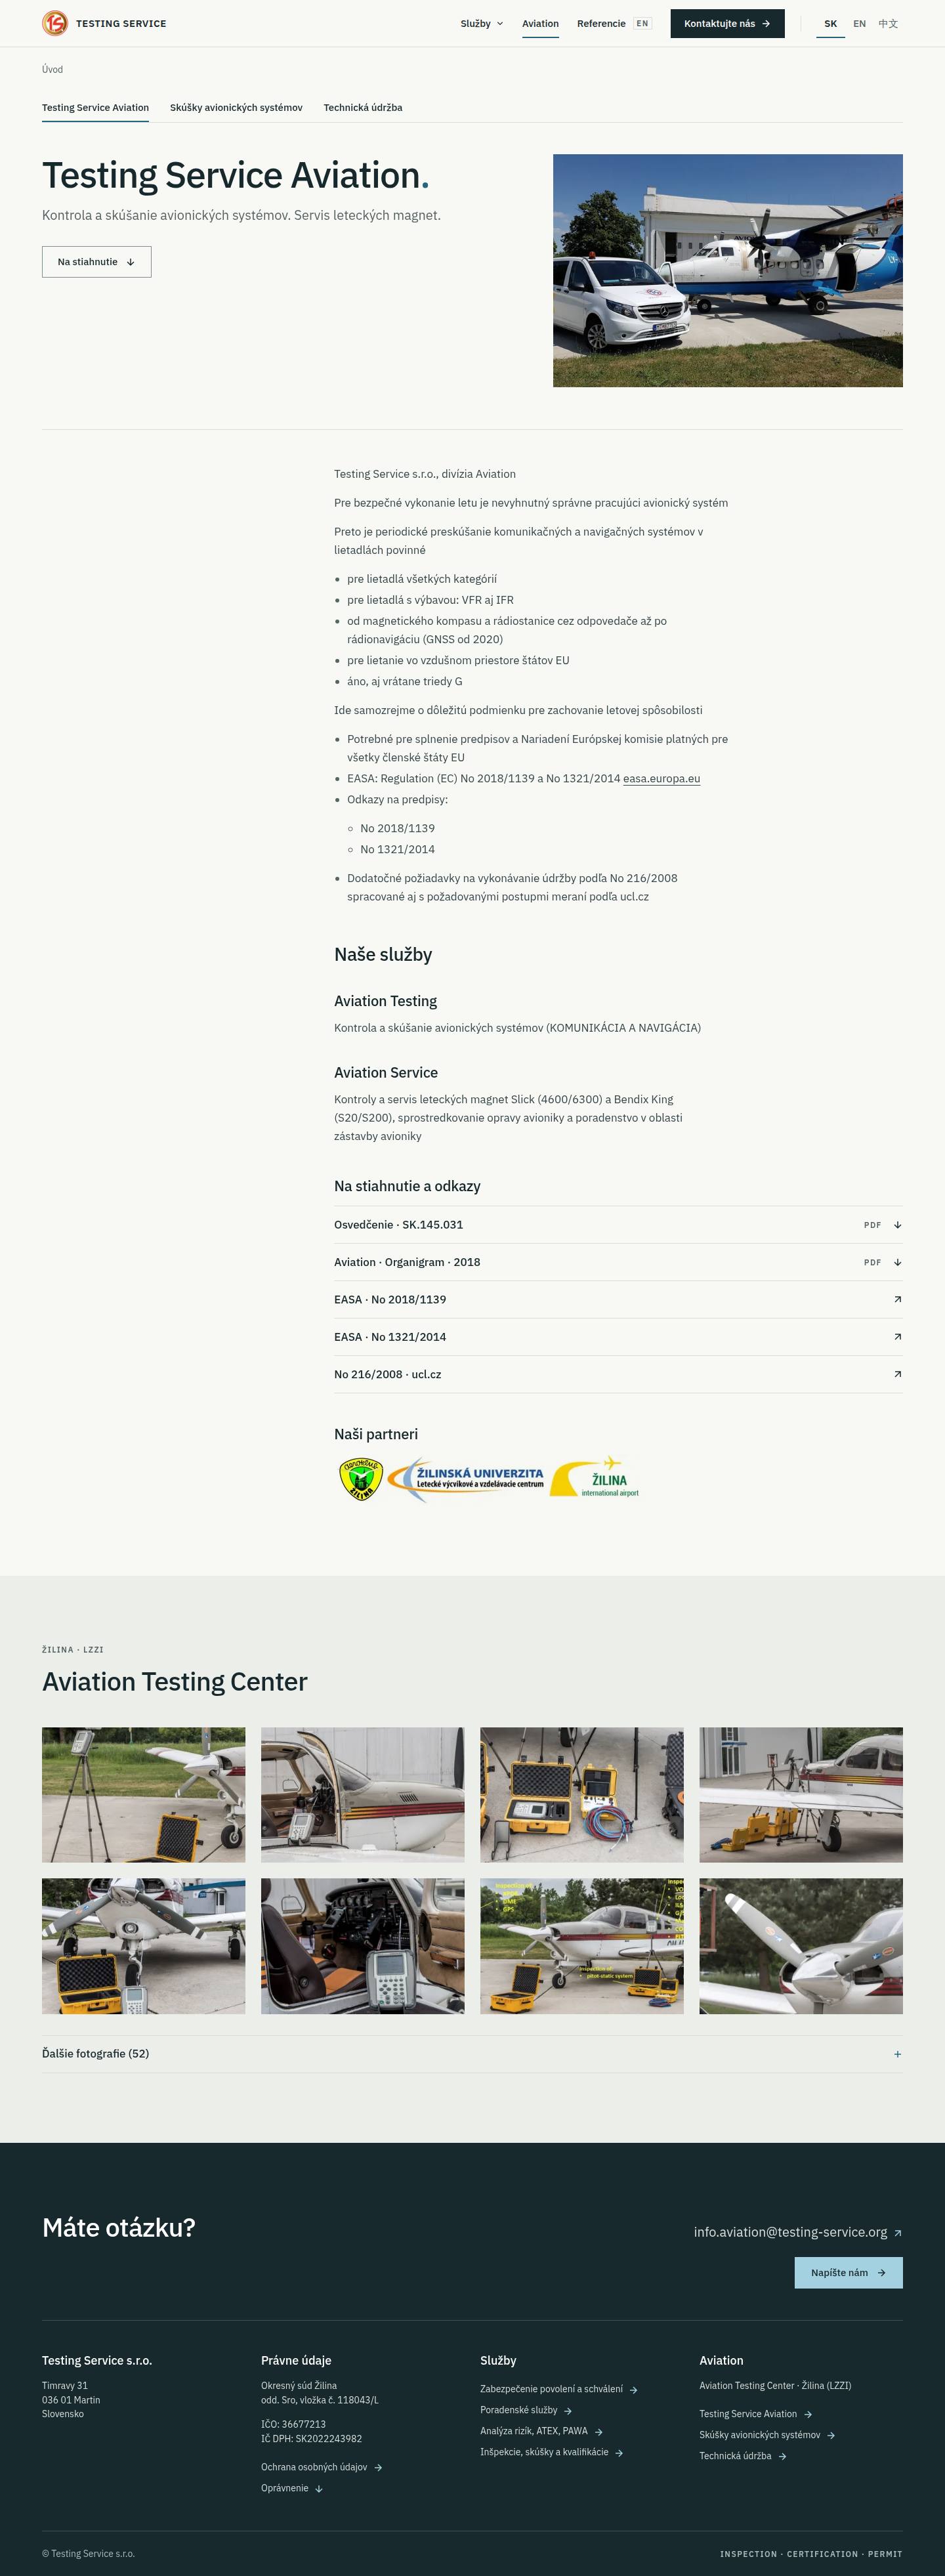 TESTING SERVICE
Služby
Aviation
Referencie EN
Kontaktujte nás
SK
EN
中文
Úvod
Testing Service Aviation
Skúšky avionických systémov
Technická údržba
Testing Service Aviation.
Kontrola a skúšanie avionických systémov. Servis leteckých magnet.
Na stiahnutie
Testing Service s.r.o., divízia Aviation
Pre bezpečné vykonanie letu je nevyhnutný správne pracujúci avionický systém
Preto je periodické preskúšanie komunikačných a navigačných systémov v
lietadlách povinné
pre lietadlá všetkých kategórií
pre lietadlá s výbavou: VFR aj IFR
od magnetického kompasu a rádiostanice cez odpovedače až po
rádionavigáciu (GNSS od 2020)
pre lietanie vo vzdušnom priestore štátov EU
áno, aj vrátane triedy G
Ide samozrejme o dôležitú podmienku pre zachovanie letovej spôsobilosti
Potrebné pre splnenie predpisov a Nariadení Európskej komisie platných pre
všetky členské štáty EU
EASA: Regulation (EC) No 2018/1139 a No 1321/2014 easa.europa.eu
Odkazy na predpisy:
No 2018/1139
No 1321/2014
Dodatočné požiadavky na vykonávanie údržby podľa No 216/2008
spracované aj s požadovanými postupmi meraní podľa ucl.cz
Naše služby
Aviation Testing
Kontrola a skúšanie avionických systémov (KOMUNIKÁCIA A NAVIGÁCIA)
Aviation Service
Kontroly a servis leteckých magnet Slick (4600/6300) a Bendix King
(S20/S200), sprostredkovanie opravy avioniky a poradenstvo v oblasti
zástavby avioniky
Na stiahnutie a odkazy
Osvedčenie · SK.145.031 PDF
Aviation · Organigram · 2018 PDF
EASA · No 2018/1139
EASA · No 1321/2014
No 216/2008 · ucl.cz
Naši partneri
ŽILINSKÁ UNIVERZITA
Letecké výcvikové a vzdelávacie centrum
ŽILINA
international airport
ŽILINA · LZZI
Aviation Testing Center
pitot-static system
Ďalšie fotografie (52)
Máte otázku?
info.aviation@testing-service.org
Napíšte nám
Testing Service s.r.o.
Timravy 31
036 01 Martin
Slovensko
Právne údaje
Okresný súd Žilina
odd. Sro, vložka č. 118043/L
IČO: 36677213
IČ DPH: SK2022243982
Ochrana osobných údajov
Oprávnenie
Služby
Zabezpečenie povolení a schválení
Poradenské služby
Analýza rizík, ATEX, PAWA
Inšpekcie, skúšky a kvalifikácie
Aviation
Aviation Testing Center · Žilina (LZZI)
Testing Service Aviation
Skúšky avionických systémov
Technická údržba
© Testing Service s.r.o.
INSPECTION · CERTIFICATION · PERMIT